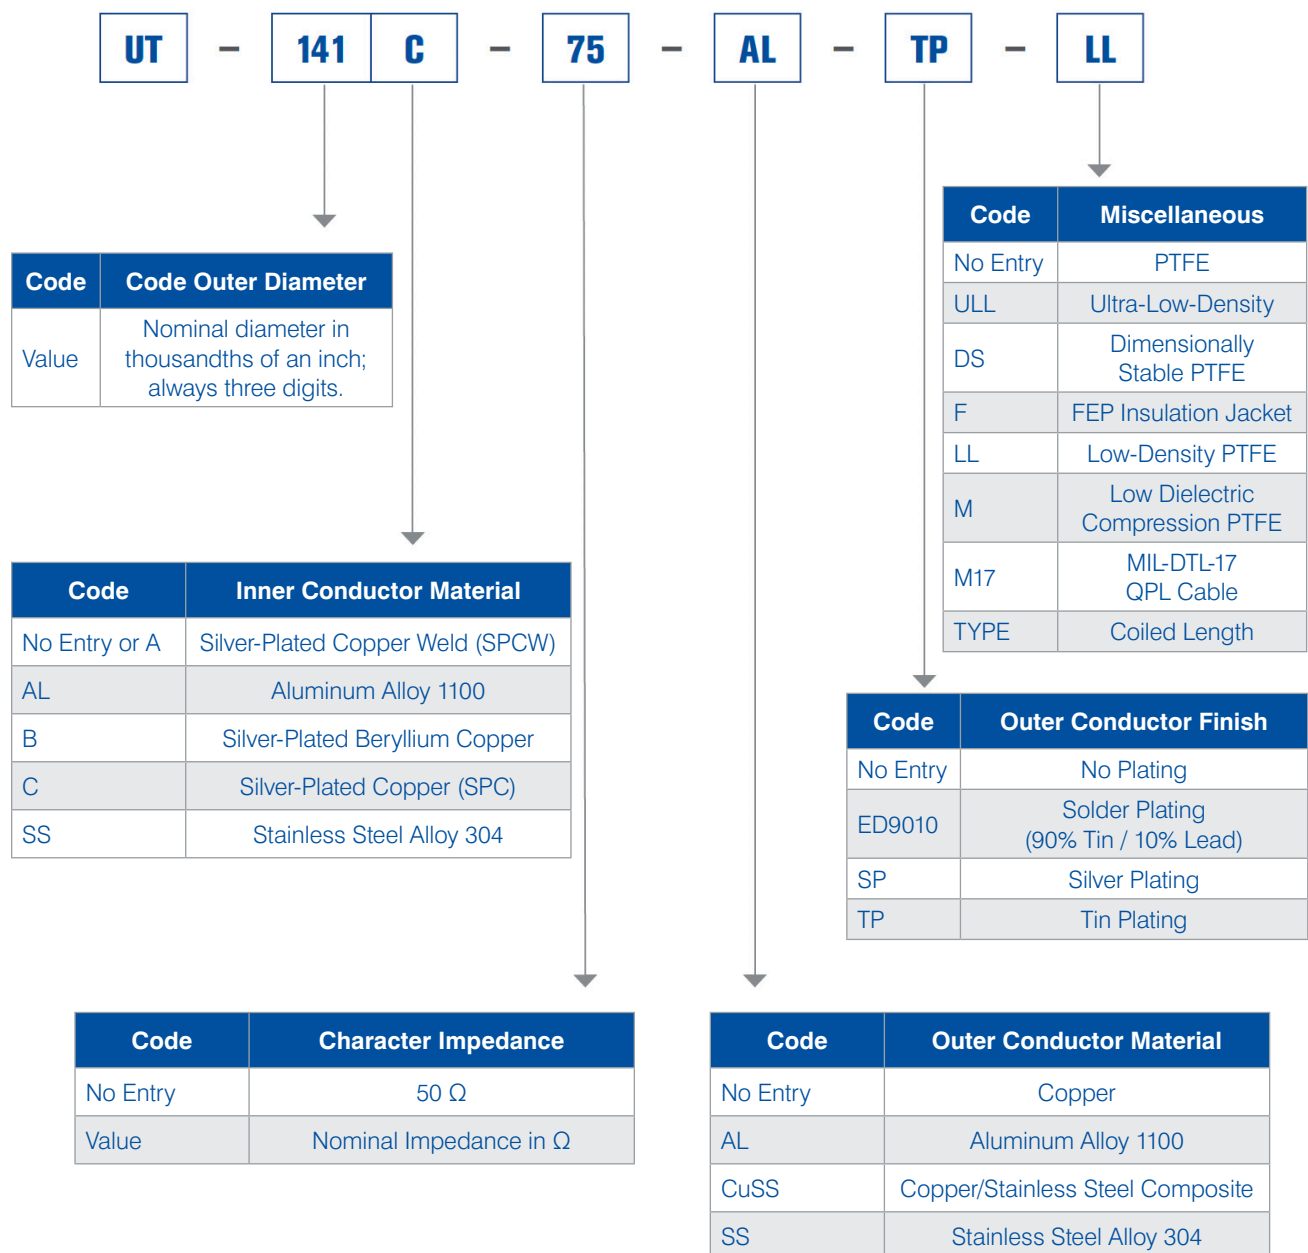 UT – 141 C – 75 – AL – TP – LL
Code Miscellaneous
No Entry PTFE
ULL Ultra-Low-Density
DS Dimensionally
Stable PTFE
F FEP Insulation Jacket
LL Low-Density PTFE
M Low Dielectric
Compression PTFE
M17 MIL-DTL-17
QPL Cable
TYPE Coiled Length
Code Code Outer Diameter
Value Nominal diameter in
thousandths of an inch;
always three digits.
Code Inner Conductor Material
No Entry or A Silver-Plated Copper Weld (SPCW)
AL Aluminum Alloy 1100
B Silver-Plated Beryllium Copper
C Silver-Plated Copper (SPC)
SS Stainless Steel Alloy 304
Code Outer Conductor Finish
No Entry No Plating
ED9010 Solder Plating
(90% Tin / 10% Lead)
SP Silver Plating
TP Tin Plating
Code Character Impedance
No Entry 50 Ω
Value Nominal Impedance in Ω
Code Outer Conductor Material
No Entry Copper
AL Aluminum Alloy 1100
CuSS Copper/Stainless Steel Composite
SS Stainless Steel Alloy 304